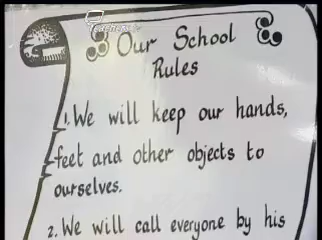 Teachers
Our School
Rules
1. We will keep our hands,
feet and other objects to
ourselves.
2. We will call everyone by his